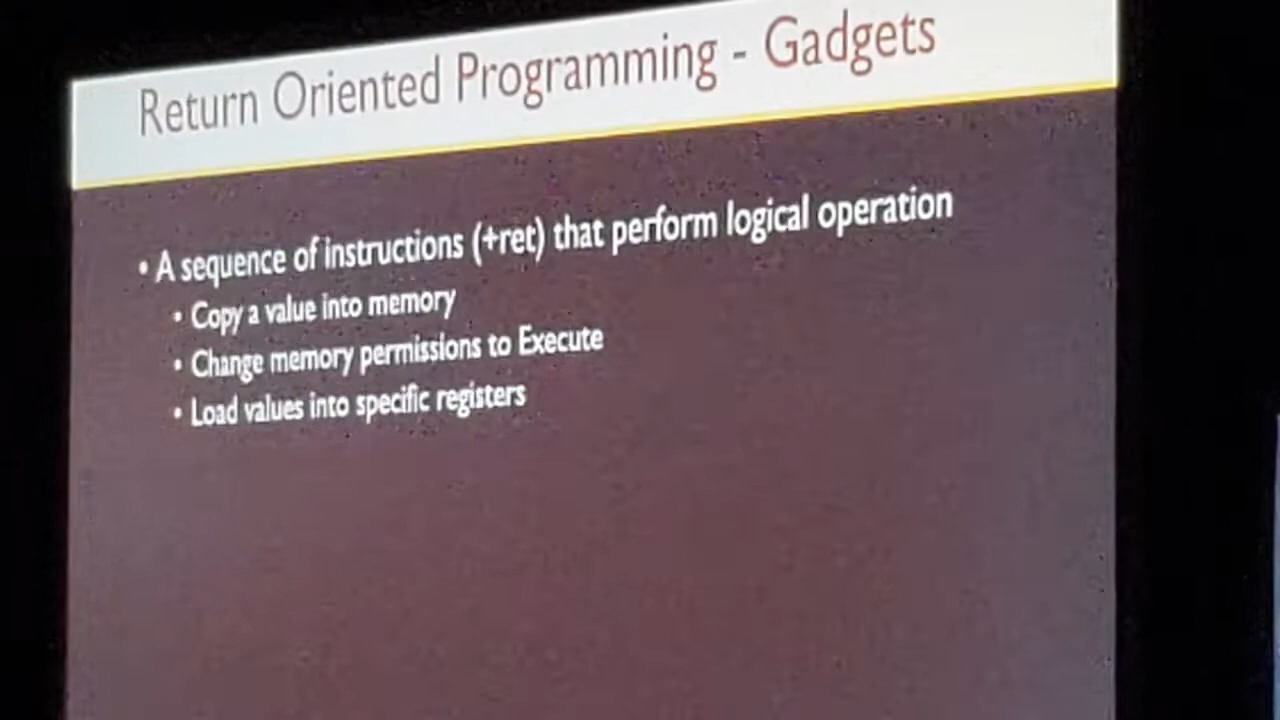 Return Oriented Programming - Gadgets
• A sequence of instructions (+ret) that perform logical operation
• Copy a value into memory
• Change memory permissions to Execute
• Load values into specific registers